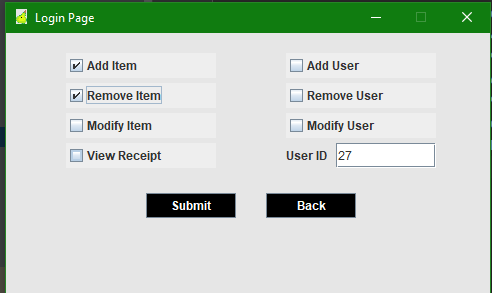 Login Page
Add Item
Add User
Remove Item
Remove User
Modify Item
Modify User
View Receipt
User ID 27
Submit
Back